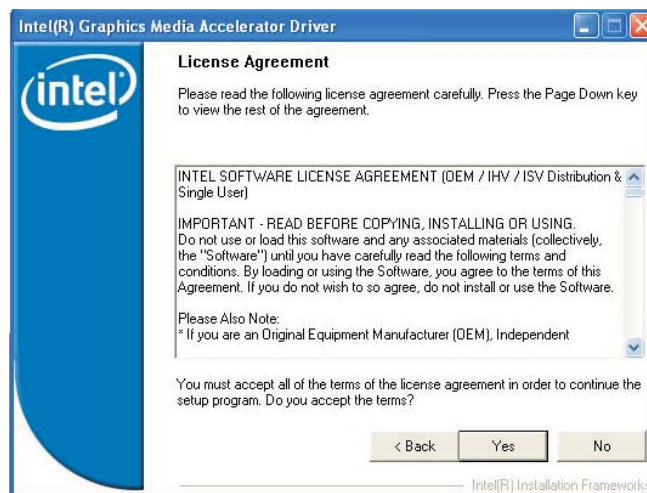 Intel(R) Graphics Media Accelerator Driver
intel
License Agreement
Please read the following license agreement carefully. Press the Page Down key
to view the rest of the agreement.
INTEL SOFTWARE LICENSE AGREEMENT (OEM / IHV / ISV Distribution &
Single User)
IMPORTANT - READ BEFORE COPYING, INSTALLING OR USING.
Do not use or load this software and any associated materials (collectively,
the "Software") until you have carefully read the following terms and
conditions. By loading or using the Software, you agree to the terms of this
Agreement. If you do not wish to so agree, do not install or use the Software.
Please Also Note:
* If you are an Original Equipment Manufacturer (OEM), Independent
You must accept all of the terms of the license agreement in order to continue the
setup program. Do you accept the terms?
< Back
Yes
No
Intel(R) Installation Framework